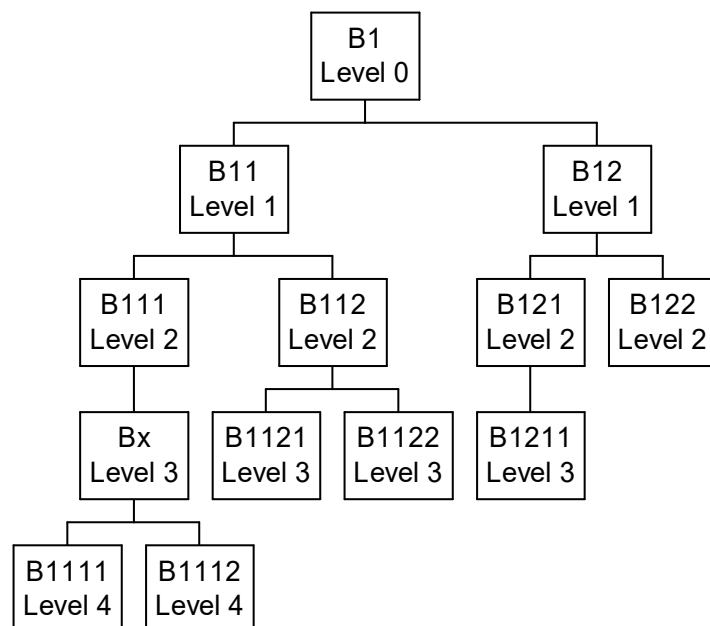 B1
Level 0
B11
Level 1
B12
Level 1
B111
Level 2
B112
Level 2
B121
Level 2
B122
Level 2
Bx
Level 3
B1121
Level 3
B1122
Level 3
B1211
Level 3
B1111
Level 4
B1112
Level 4